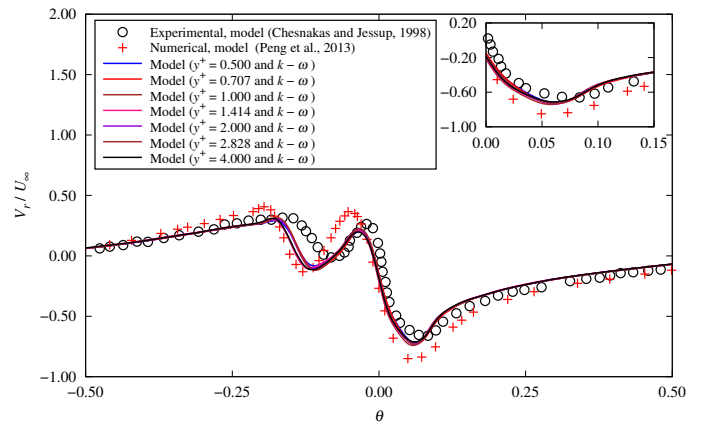 2.00
1.50
1.00
0.50
0.00
−0.50
−1.00
V_r / U_∞
Experimental, model (Chesnakas and Jessup, 1998)
Numerical, model (Peng et al., 2013)
Model (y⁺ = 0.500 and k − ω )
Model (y⁺ = 0.707 and k − ω )
Model (y⁺ = 1.000 and k − ω )
Model (y⁺ = 1.414 and k − ω )
Model (y⁺ = 2.000 and k − ω )
Model (y⁺ = 2.828 and k − ω )
Model (y⁺ = 4.000 and k − ω )
0.20
−0.20
−0.60
−1.00
0.00 0.05 0.10 0.15
−0.50 −0.25 0.00 0.25 0.50
θ